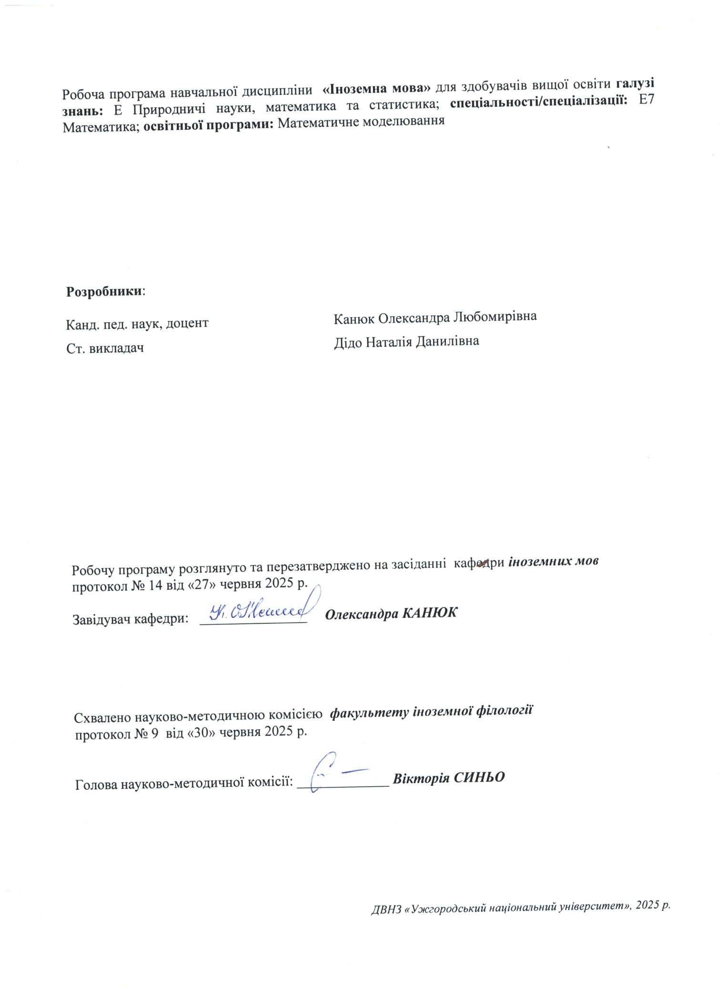 Робоча програма навчальної дисципліни «Іноземна мова» для здобувачів вищої освіти галузі
знань: Е Природничі науки, математика та статистика; спеціальності/спеціалізації: Е7
Математика; освітньої програми: Математичне моделювання
Розробники:
Канд. пед. наук, доцент Канюк Олександра Любомирівна
Ст. викладач Дідо Наталія Данилівна
Робочу програму розглянуто та перезатверджено на засіданні кафедри іноземних мов
протокол № 14 від «27» червня 2025 р.
Завідувач кафедри: Олександра КАНЮК
Схвалено науково-методичною комісією факультету іноземної філології
протокол № 9 від «30» червня 2025 р.
Голова науково-методичної комісії: Вікторія СИНЬО
ДВНЗ «Ужгородський національний університет», 2025 р.